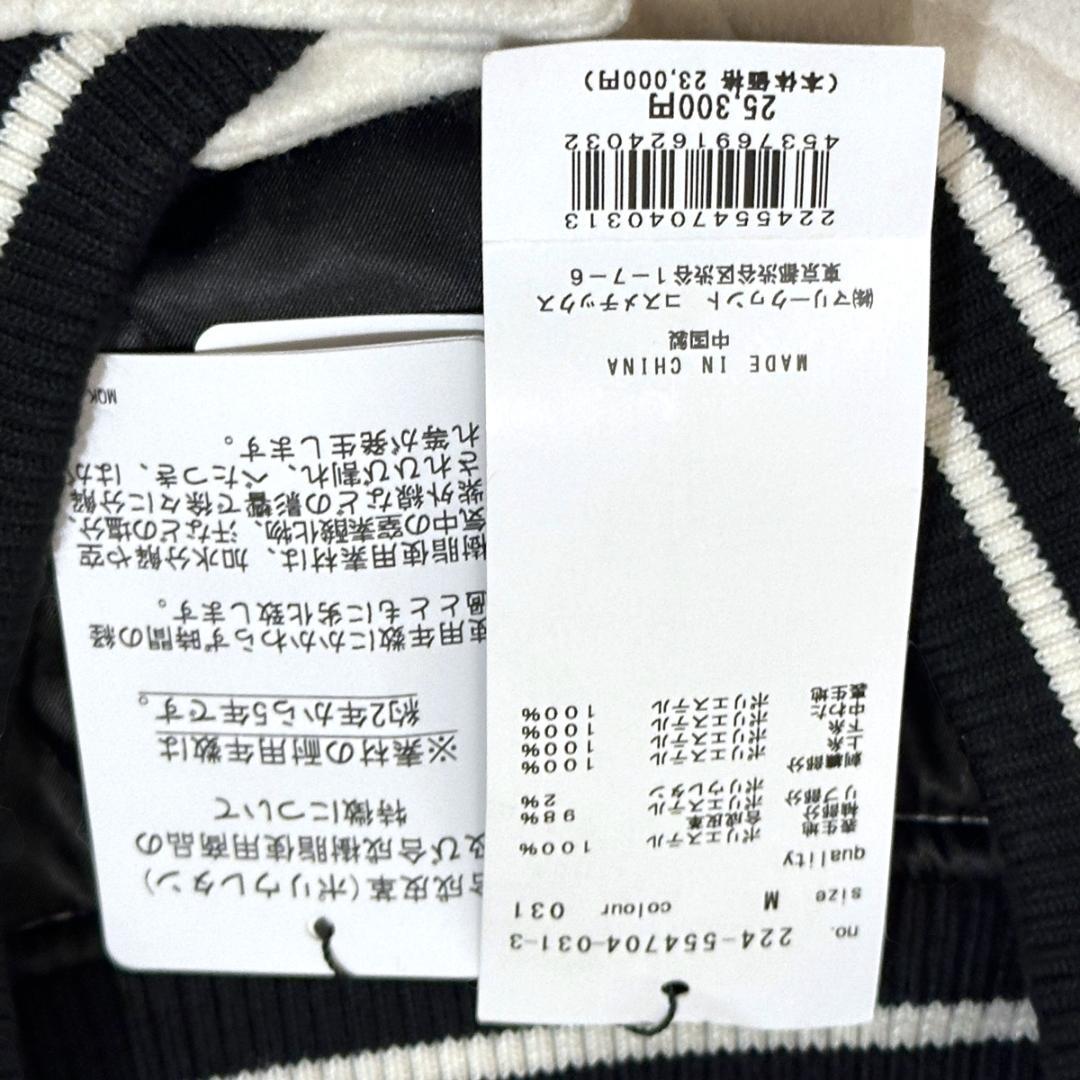 no. 224-554704-031-3
size M colour 031
quality
表生地 ポリエステル 100%
袖部分 合成皮革
リブ部分 ポリエステル 98%
ポリウレタン 2%
刺繍部分
上糸 ポリエステル 100%
下糸 ポリエステル 100%
中わた ポリエステル 100%
裏生地 ポリエステル 100%
MADE IN CHINA
中国製
㈱マリークヮント コスメチックス
東京都渋谷区渋谷1-7-6
2245547040313
4537691624032
25,300円
(本体価格 23,000円)
合成皮革(ポリウレタン)
及び合成樹脂使用商品の
特徴について
※素材の耐用年数は
約2年から5年です。
使用年数にかかわらず時間の経
過とともに劣化致します。
樹脂使用素材は、加水分解や空
気中の窒素酸化物、汗などの塩分、
紫外線などの影響で徐々に分解
されひび割れ、べたつき、はが
れ等が発生します。
MQK